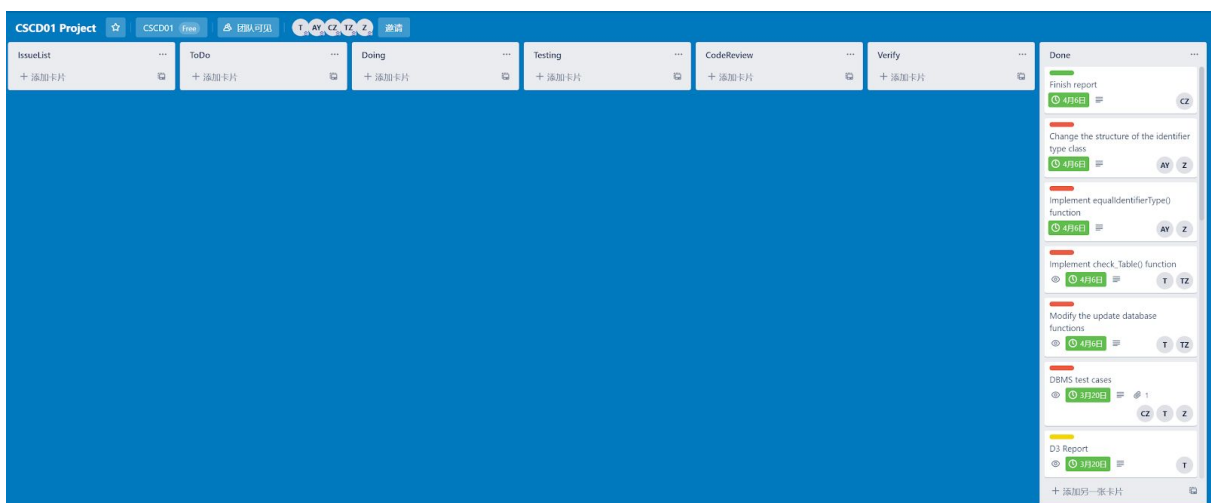 CSCD01 Project CSCD01 Free 团队可见 T AY CZ TZ Z 邀请
IssueList
+ 添加卡片
ToDo
+ 添加卡片
Doing
+ 添加卡片
Testing
+ 添加卡片
CodeReview
+ 添加卡片
Verify
+ 添加卡片
Done
Finish report
4月6日 CZ
Change the structure of the identifier
type class
4月6日 AY Z
Implement equalIdentifierType()
function
4月6日 AY Z
Implement check_Table() function
4月6日 T TZ
Modify the update database
functions
4月6日 T TZ
DBMS test cases
3月20日 1
CZ T Z
D3 Report
3月20日 T
+ 添加另一张卡片